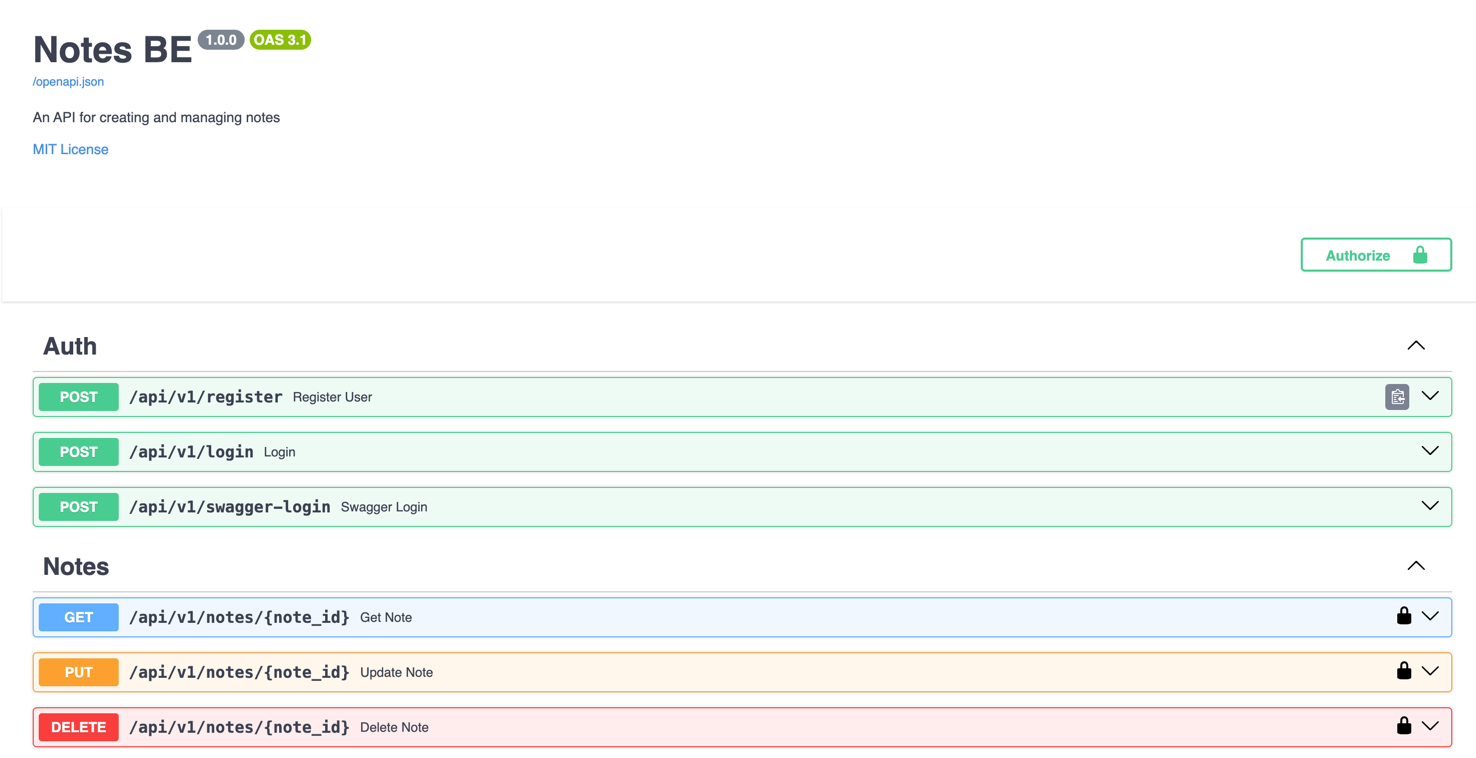 Notes BE 1.0.0 OAS 3.1
/openapi.json
An API for creating and managing notes
MIT License
Authorize
Auth
POST /api/v1/register Register User
POST /api/v1/login Login
POST /api/v1/swagger-login Swagger Login
Notes
GET /api/v1/notes/{note_id} Get Note
PUT /api/v1/notes/{note_id} Update Note
DELETE /api/v1/notes/{note_id} Delete Note